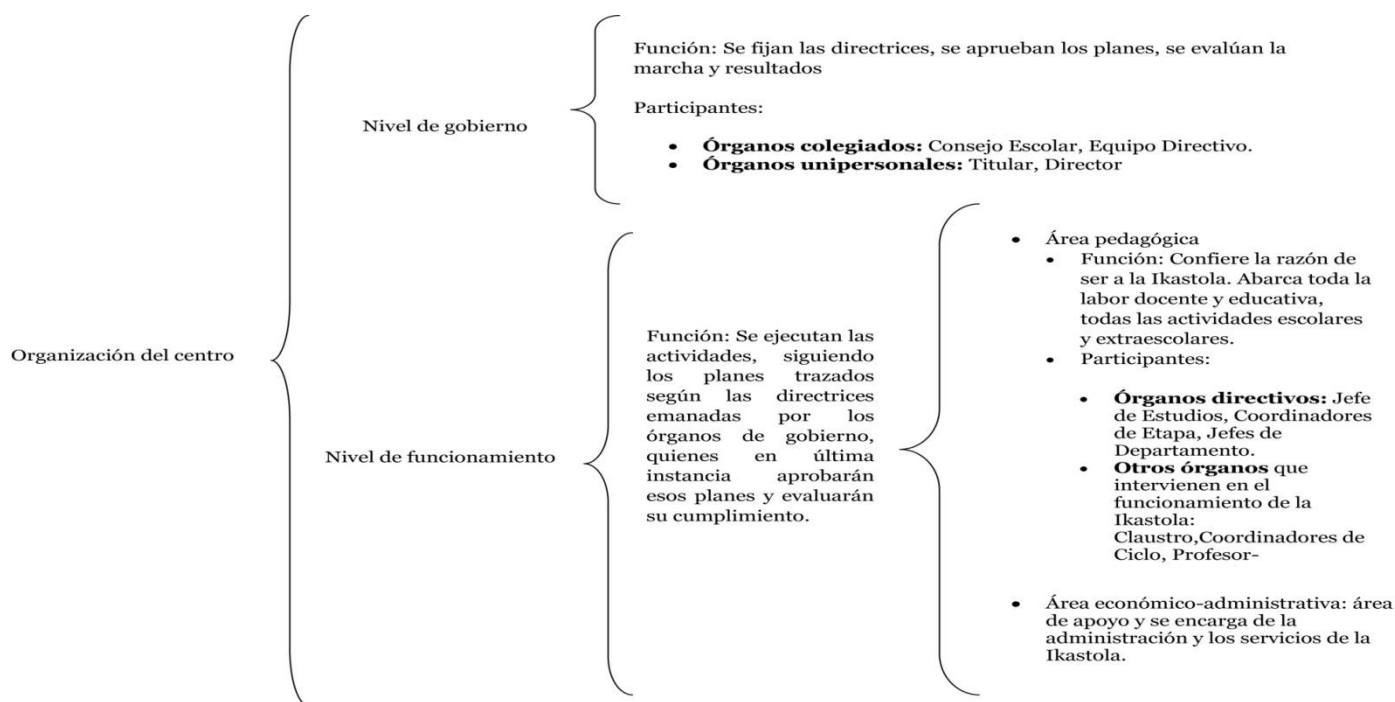 Organización del centro
Nivel de gobierno
Función: Se fijan las directrices, se aprueban los planes, se evalúan la
marcha y resultados
Participantes:
• Órganos colegiados: Consejo Escolar, Equipo Directivo.
• Órganos unipersonales: Titular, Director
Nivel de funcionamiento
Función: Se ejecutan las
actividades, siguiendo
los planes trazados
según las directrices
emanadas por los
órganos de gobierno,
quienes en última
instancia aprobarán
esos planes y evaluarán
su cumplimiento.
• Área pedagógica
• Función: Confiere la razón de
ser a la Ikastola. Abarca toda la
labor docente y educativa,
todas las actividades escolares
y extraescolares.
• Participantes:
• Órganos directivos: Jefe
de Estudios, Coordinadores
de Etapa, Jefes de
Departamento.
• Otros órganos que
intervienen en el
funcionamiento de la
Ikastola:
Claustro,Coordinadores de
Ciclo, Profesor-
• Área económico-administrativa: área
de apoyo y se encarga de la
administración y los servicios de la
Ikastola.